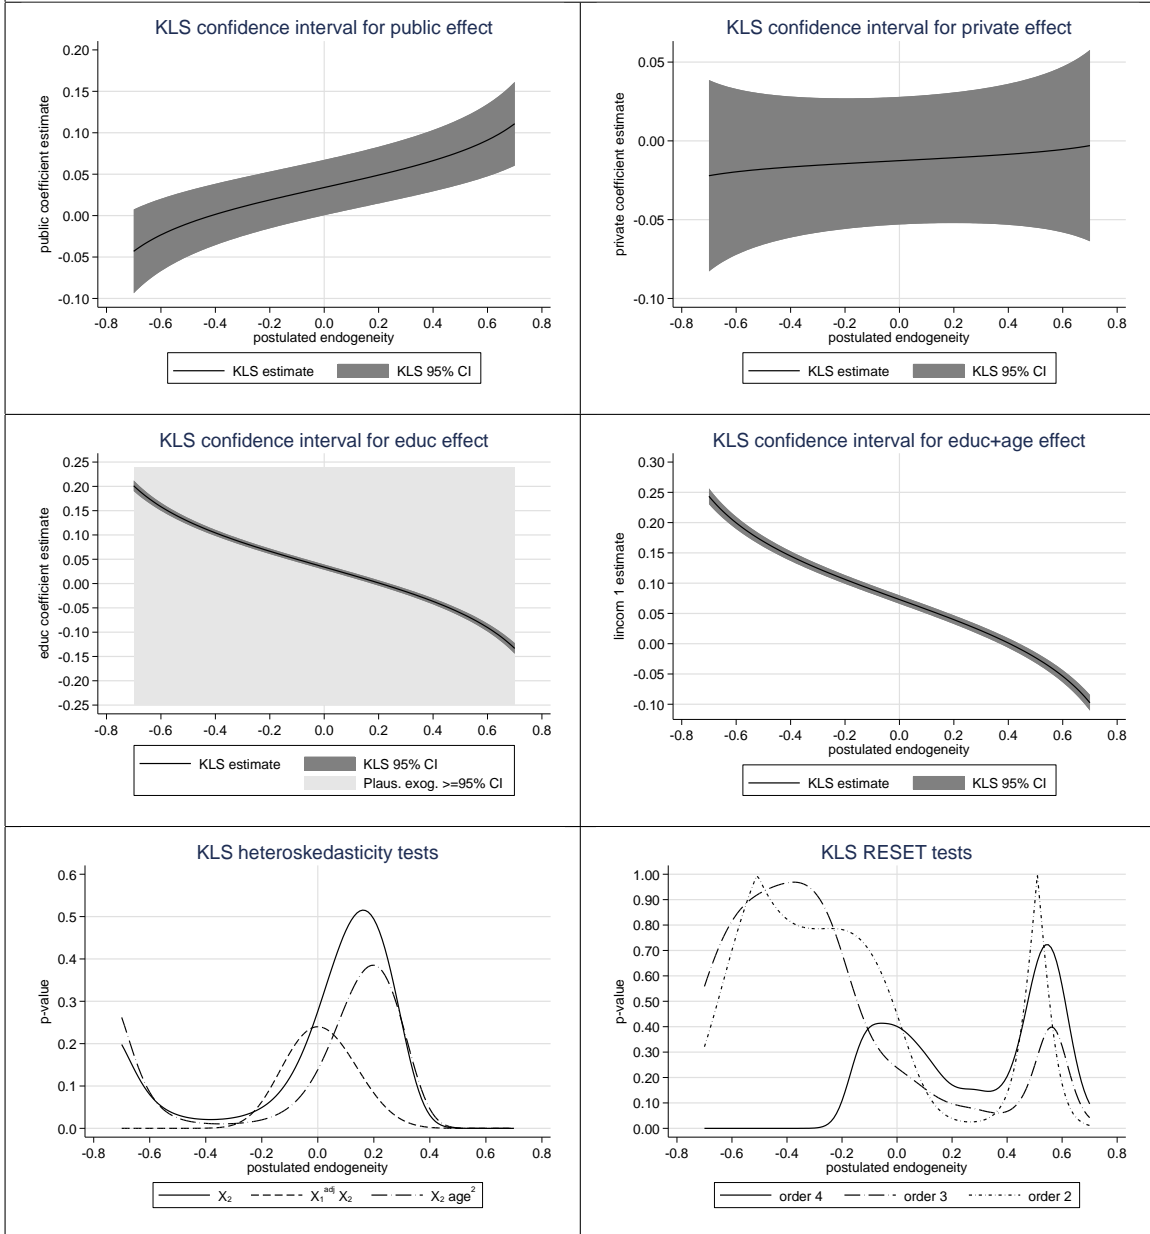 KLS confidence interval for public effect
public coefficient estimate
0.20
0.15
0.10
0.05
0.00
-0.05
-0.10
-0.8 -0.6 -0.4 -0.2 0.0 0.2 0.4 0.6 0.8
postulated endogeneity
KLS estimate KLS 95% CI
KLS confidence interval for private effect
private coefficient estimate
0.05
0.00
-0.05
-0.10
-0.8 -0.6 -0.4 -0.2 0.0 0.2 0.4 0.6 0.8
postulated endogeneity
KLS estimate KLS 95% CI
KLS confidence interval for educ effect
educ coefficient estimate
0.25
0.20
0.15
0.10
0.05
0.00
-0.05
-0.10
-0.15
-0.20
-0.25
-0.8 -0.6 -0.4 -0.2 0.0 0.2 0.4 0.6 0.8
KLS estimate KLS 95% CI
Plaus. exog. >=95% CI
KLS confidence interval for educ+age effect
lincom 1 estimate
0.30
0.25
0.20
0.15
0.10
0.05
0.00
-0.05
-0.10
-0.8 -0.6 -0.4 -0.2 0.0 0.2 0.4 0.6 0.8
postulated endogeneity
KLS estimate KLS 95% CI
KLS heteroskedasticity tests
p-value
0.6
0.5
0.4
0.3
0.2
0.1
0.0
-0.8 -0.6 -0.4 -0.2 0.0 0.2 0.4 0.6 0.8
postulated endogeneity
X₂ X₁ᵃᵈʲ X₂ X₂ age²
KLS RESET tests
p-value
1.00
0.90
0.80
0.70
0.60
0.50
0.40
0.30
0.20
0.10
0.00
-0.8 -0.6 -0.4 -0.2 0.0 0.2 0.4 0.6 0.8
postulated endogeneity
order 4 order 3 order 2